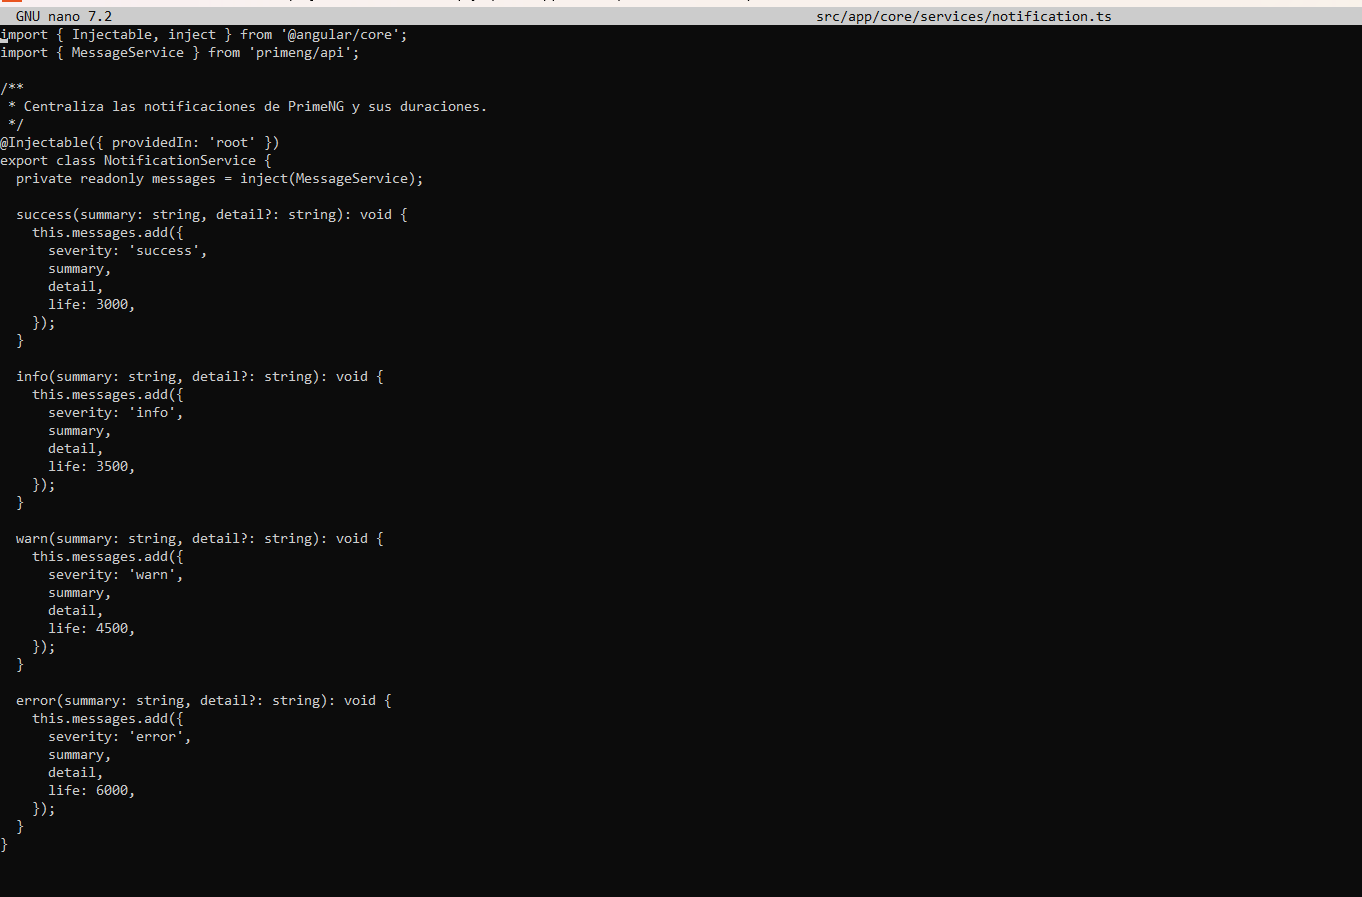 GNU nano 7.2 src/app/core/services/notification.ts
import { Injectable, inject } from '@angular/core';
import { MessageService } from 'primeng/api';

/**
 * Centraliza las notificaciones de PrimeNG y sus duraciones.
 */
@Injectable({ providedIn: 'root' })
export class NotificationService {
  private readonly messages = inject(MessageService);

  success(summary: string, detail?: string): void {
    this.messages.add({
      severity: 'success',
      summary,
      detail,
      life: 3000,
    });
  }

  info(summary: string, detail?: string): void {
    this.messages.add({
      severity: 'info',
      summary,
      detail,
      life: 3500,
    });
  }

  warn(summary: string, detail?: string): void {
    this.messages.add({
      severity: 'warn',
      summary,
      detail,
      life: 4500,
    });
  }

  error(summary: string, detail?: string): void {
    this.messages.add({
      severity: 'error',
      summary,
      detail,
      life: 6000,
    });
  }
}